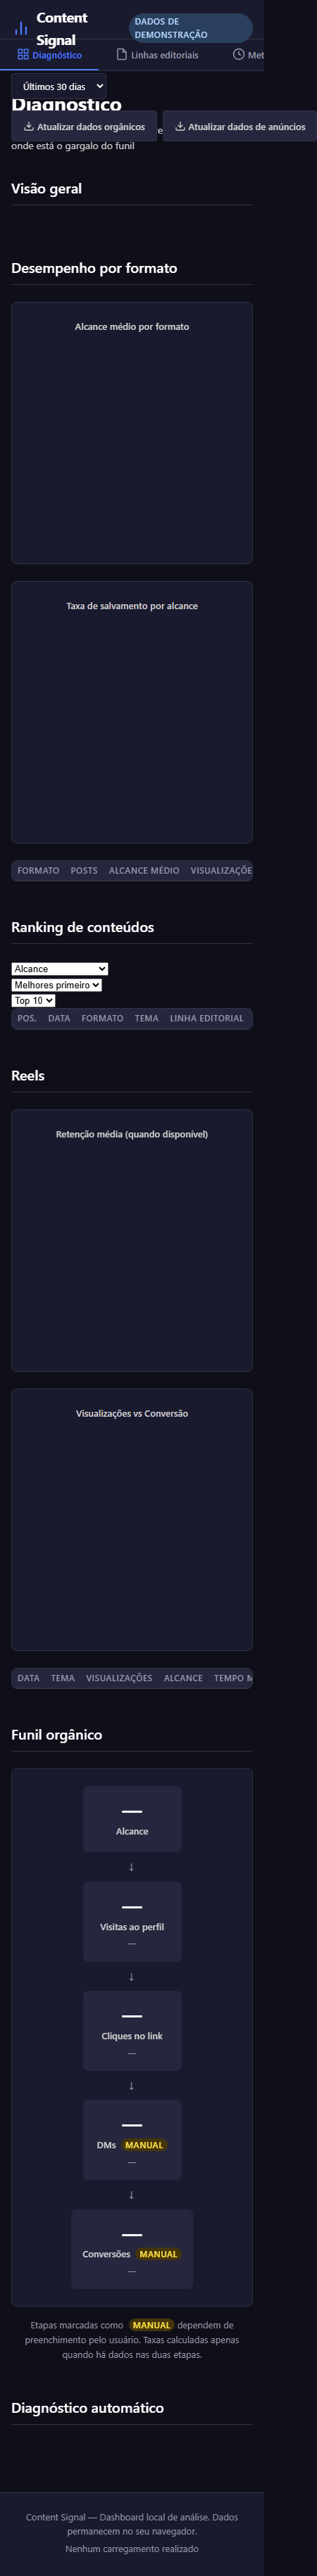 Content
Signal
DADOS DE
DEMONSTRAÇÃO
Diagnóstico
Linhas editoriais
Met
Últimos 30 dias
Diagnóstico
Atualizar dados orgânicos
Atualizar dados de anúncios
onde está o gargalo do funil
Visão geral
Desempenho por formato
Alcance médio por formato
Taxa de salvamento por alcance
FORMATO POSTS ALCANCE MÉDIO VISUALIZAÇÕE
Ranking de conteúdos
Alcance
Melhores primeiro
Top 10
POS. DATA FORMATO TEMA LINHA EDITORIAL
Reels
Retenção média (quando disponível)
Visualizações vs Conversão
DATA TEMA VISUALIZAÇÕES ALCANCE TEMPO M
Funil orgânico
—
Alcance
↓
—
Visitas ao perfil
—
↓
—
Cliques no link
—
↓
—
DMs MANUAL
—
↓
—
Conversões MANUAL
—
Etapas marcadas como MANUAL dependem de
preenchimento pelo usuário. Taxas calculadas apenas
quando há dados nas duas etapas.
Diagnóstico automático
Content Signal — Dashboard local de análise. Dados
permanecem no seu navegador.
Nenhum carregamento realizado